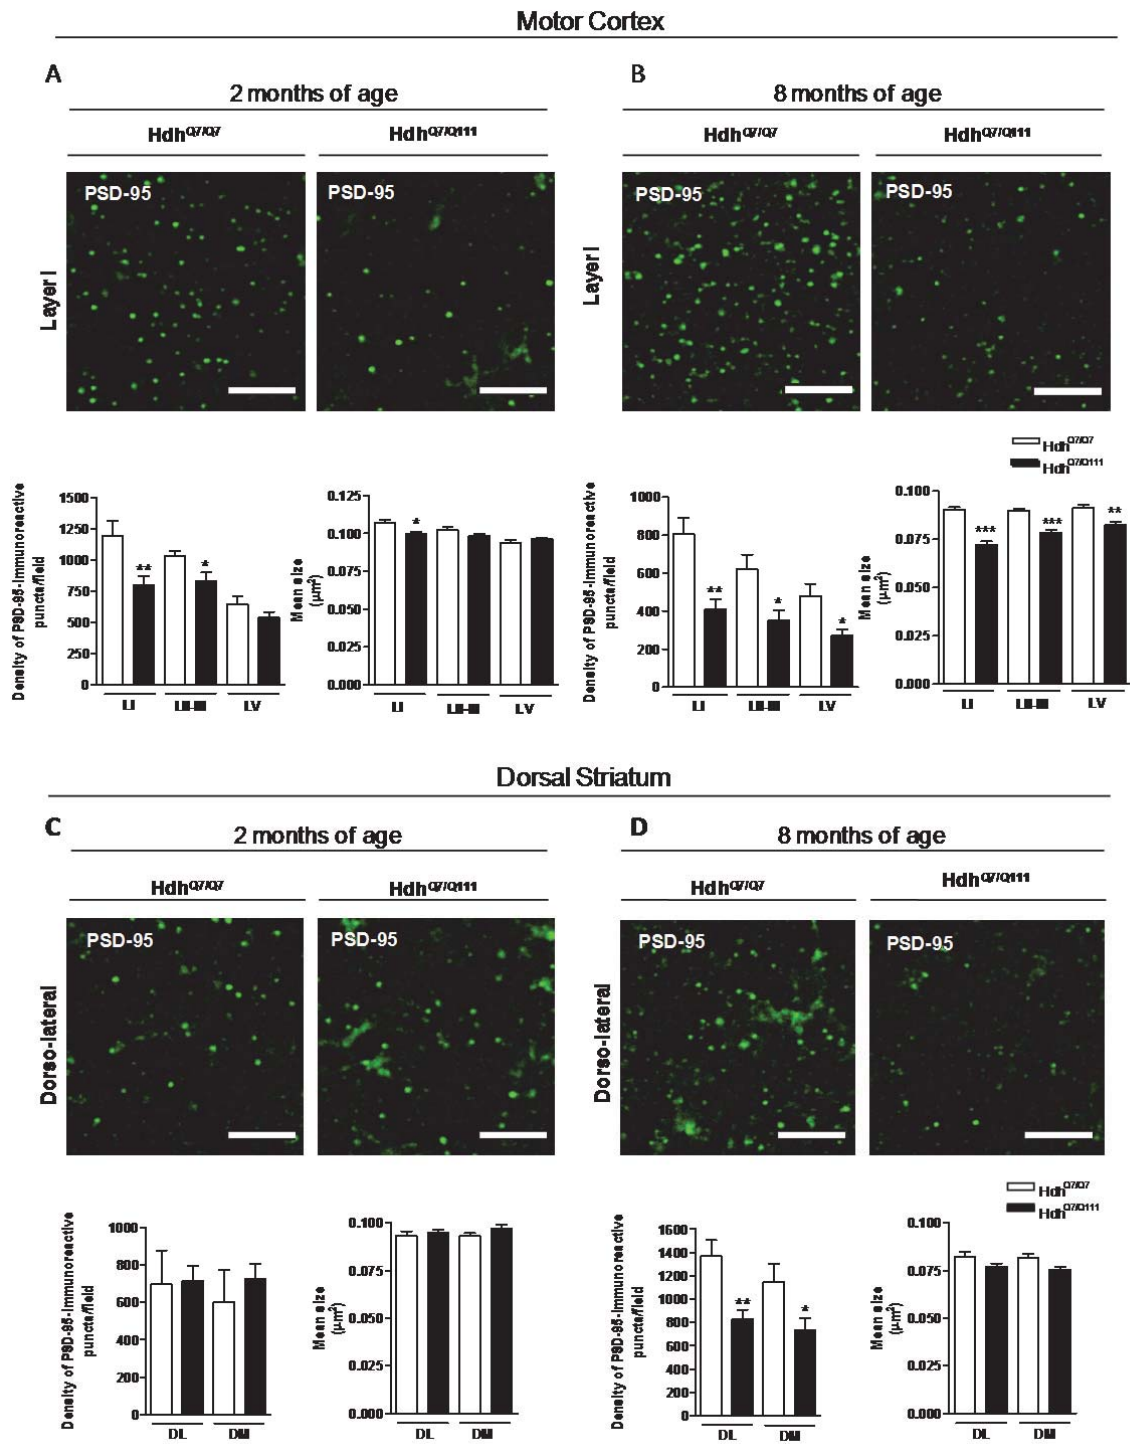 Motor Cortex
A
2 months of age
Hdh^Q7/Q7
Hdh^Q7/Q111
PSD-95
PSD-95
Layer I
B
8 months of age
Hdh^Q7/Q7
Hdh^Q7/Q111
PSD-95
PSD-95
Layer I
Density of PSD-95-immunoreactive
puncta/field
1500
1250
1000
750
500
250
0
**
*
LI
LII-III
LV
Mean size
(µm²)
0.125
0.100
0.075
0.050
0.025
0.000
*
LI
LII-III
LV
Hdh^Q7/Q7
Hdh^Q7/Q111
Density of PSD-95-immunoreactive
puncta/field
1000
800
600
400
200
0
**
*
*
LI
LII-III
LV
Mean size
(µm²)
0.100
0.075
0.050
0.025
0.000
***
***
**
LI
LII-III
LV
Dorsal Striatum
C
2 months of age
Hdh^Q7/Q7
Hdh^Q7/Q111
PSD-95
PSD-95
Dorso-lateral
D
8 months of age
Hdh^Q7/Q7
Hdh^Q7/Q111
PSD-95
PSD-95
Dorso-lateral
Density of PSD-95-immunoreactive
puncta/field
1000
800
600
400
200
0
DL
DM
Mean size
(µm²)
0.100
0.075
0.050
0.025
0.000
DL
DM
Hdh^Q7/Q7
Hdh^Q7/Q111
Density of PSD-95-immunoreactive
puncta/field
1600
1400
1200
1000
800
600
400
200
0
**
*
DL
DM
Mean size
(µm²)
0.100
0.075
0.050
0.025
0.000
DL
DM